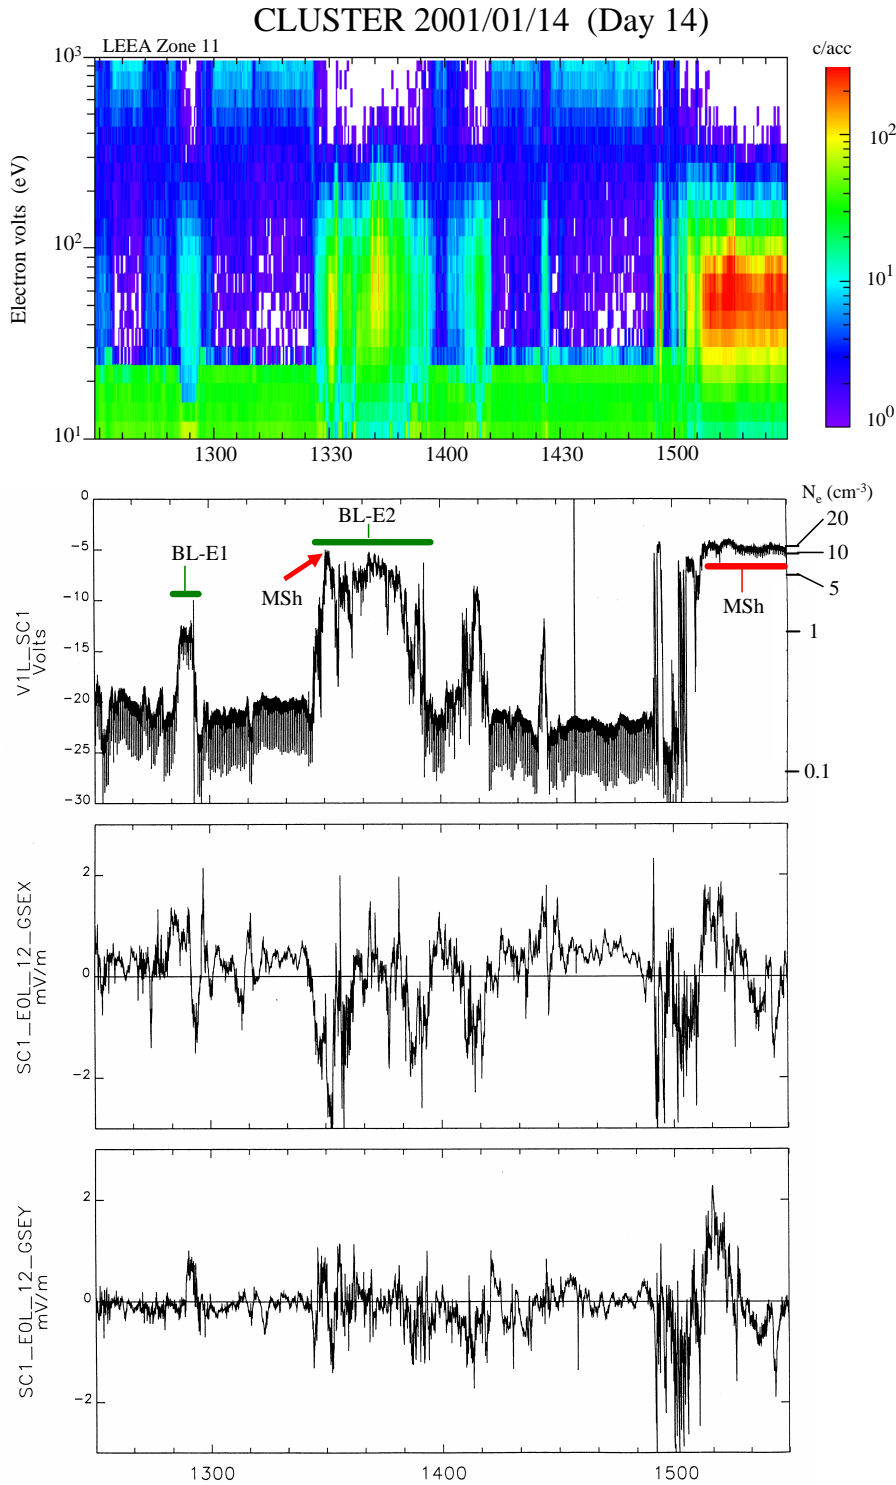 CLUSTER 2001/01/14 (Day 14)
LEEA Zone 11
c/acc
10³
10²
10¹
Electron volts (eV)
10²
10¹
10⁰
1300
1330
1400
1430
1500
Nₑ (cm⁻³)
0
−5
−10
−15
−20
−25
−30
V1L_SC1
Volts
BL-E1
BL-E2
MSh
MSh
20
10
5
1
0.1
2
0
−2
SC1_E0L_12_GSEX
mV/m
2
0
−2
SC1_E0L_12_GSEY
mV/m
1300
1400
1500